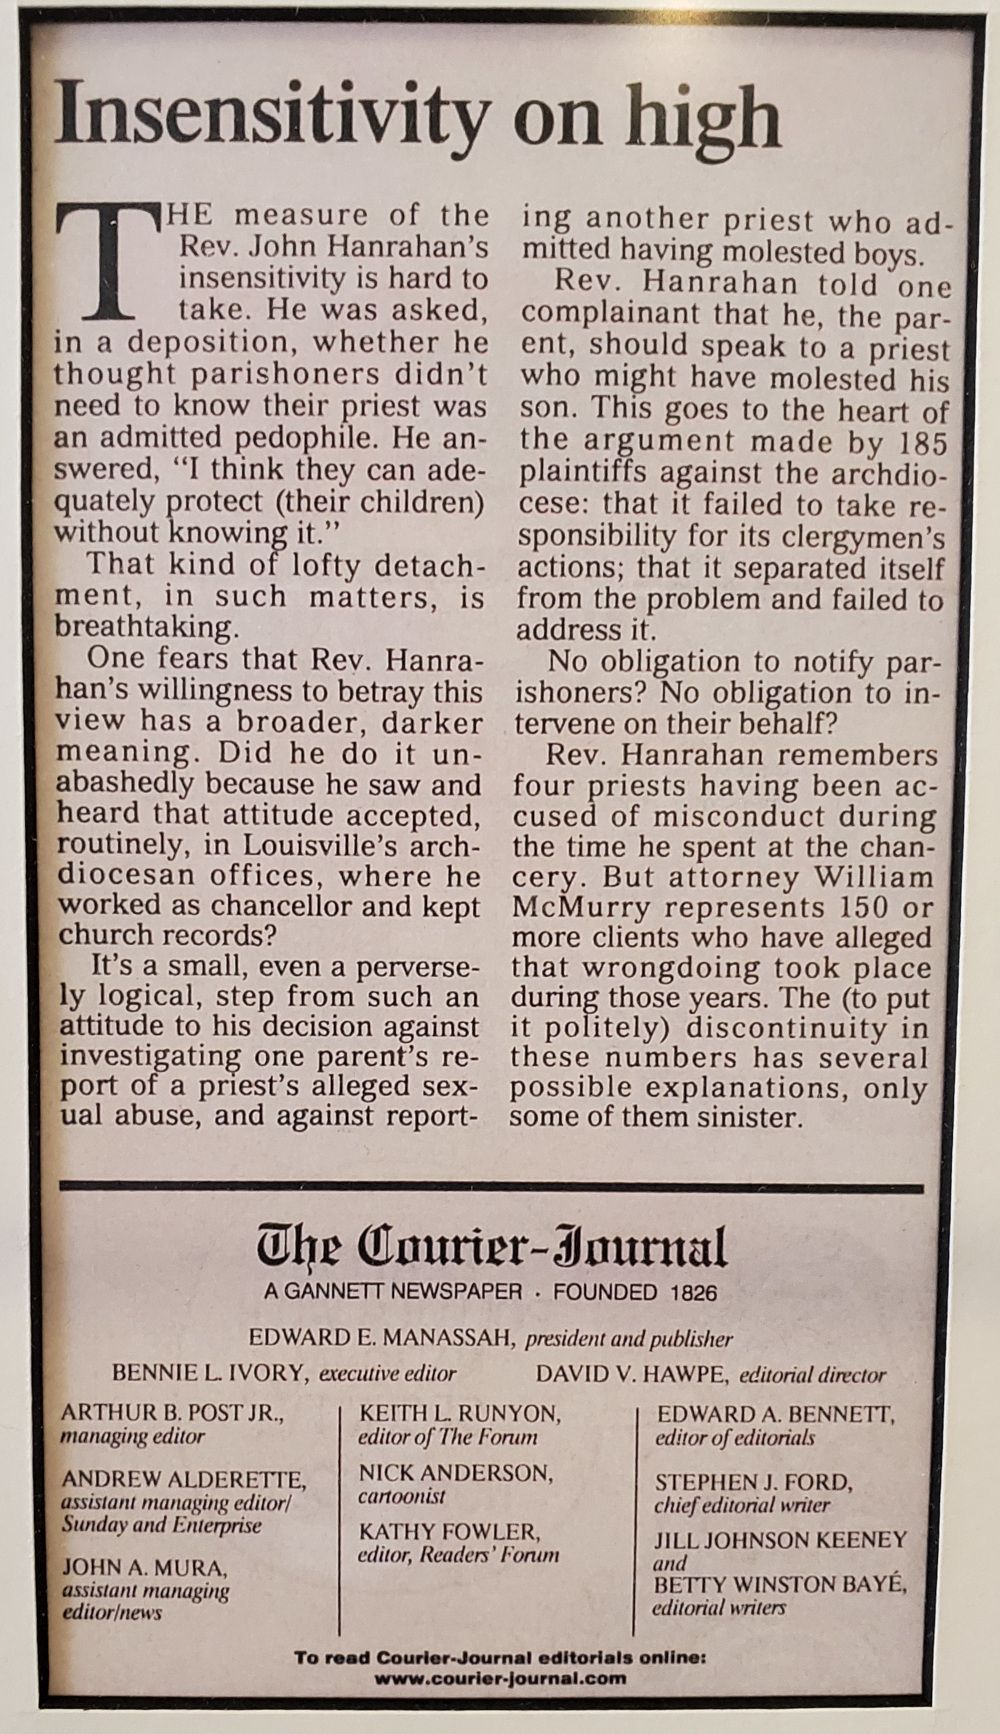 Insensitivity on high
THE measure of the
Rev. John Hanrahan's
insensitivity is hard to
take. He was asked,
in a deposition, whether he
thought parishoners didn't
need to know their priest was
an admitted pedophile. He an-
swered, “I think they can ade-
quately protect (their children)
without knowing it.”
That kind of lofty detach-
ment, in such matters, is
breathtaking.
One fears that Rev. Hanra-
han's willingness to betray this
view has a broader, darker
meaning. Did he do it un-
abashedly because he saw and
heard that attitude accepted,
routinely, in Louisville's arch-
diocesan offices, where he
worked as chancellor and kept
church records?
It's a small, even a perverse-
ly logical, step from such an
attitude to his decision against
investigating one parent's re-
port of a priest's alleged sex-
ual abuse, and against report-
ing another priest who ad-
mitted having molested boys.
Rev. Hanrahan told one
complainant that he, the par-
ent, should speak to a priest
who might have molested his
son. This goes to the heart of
the argument made by 185
plaintiffs against the archdio-
cese: that it failed to take re-
sponsibility for its clergymen's
actions; that it separated itself
from the problem and failed to
address it.
No obligation to notify par-
ishoners? No obligation to in-
tervene on their behalf?
Rev. Hanrahan remembers
four priests having been ac-
cused of misconduct during
the time he spent at the chan-
cery. But attorney William
McMurry represents 150 or
more clients who have alleged
that wrongdoing took place
during those years. The (to put
it politely) discontinuity in
these numbers has several
possible explanations, only
some of them sinister.
The Courier-Journal
A GANNETT NEWSPAPER · FOUNDED 1826
EDWARD E. MANASSAH, president and publisher
BENNIE L. IVORY, executive editor
DAVID V. HAWPE, editorial director
ARTHUR B. POST JR.,
managing editor
ANDREW ALDERETTE,
assistant managing editor/
Sunday and Enterprise
JOHN A. MURA,
assistant managing
editor/news
KEITH L. RUNYON,
editor of The Forum
NICK ANDERSON,
cartoonist
KATHY FOWLER,
editor, Readers' Forum
EDWARD A. BENNETT,
editor of editorials
STEPHEN J. FORD,
chief editorial writer
JILL JOHNSON KEENEY
and
BETTY WINSTON BAYÉ,
editorial writers
To read Courier-Journal editorials online:
www.courier-journal.com